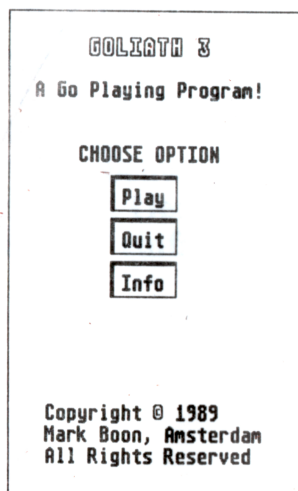 GOLIATH 3
A Go Playing Program!
CHOOSE OPTION
Play
Quit
Info
Copyright © 1989
Mark Boon, Amsterdam
All Rights Reserved